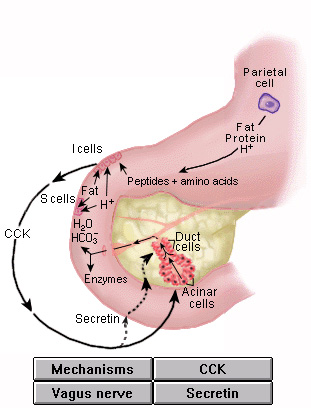 Parietal
cell
Fat
Protein
H+
I cells
Peptides + amino acids
Fat
S cells
H+
H2O
HCO3
CCK
Duct
cells
Enzymes
Acinar
cells
Secretin
Mechanisms
CCK
Vagus nerve
Secretin